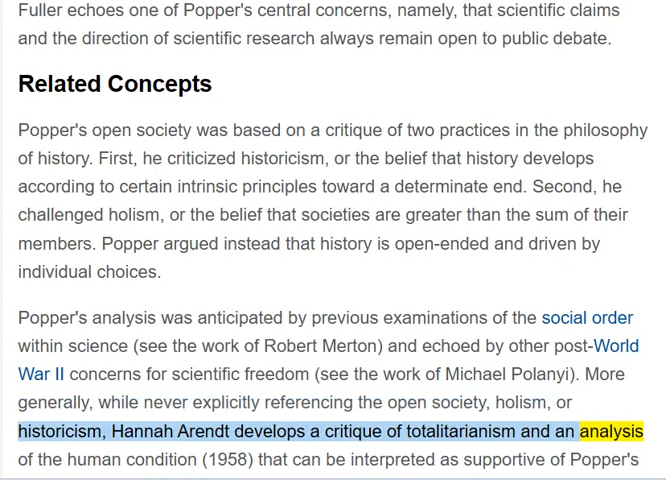 Fuller echoes one of Popper's central concerns, namely, that scientific claims
and the direction of scientific research always remain open to public debate.
Related Concepts
Popper's open society was based on a critique of two practices in the philosophy
of history. First, he criticized historicism, or the belief that history develops
according to certain intrinsic principles toward a determinate end. Second, he
challenged holism, or the belief that societies are greater than the sum of their
members. Popper argued instead that history is open-ended and driven by
individual choices.
Popper's analysis was anticipated by previous examinations of the social order
within science (see the work of Robert Merton) and echoed by other post-World
War II concerns for scientific freedom (see the work of Michael Polanyi). More
generally, while never explicitly referencing the open society, holism, or
historicism, Hannah Arendt develops a critique of totalitarianism and an analysis
of the human condition (1958) that can be interpreted as supportive of Popper's